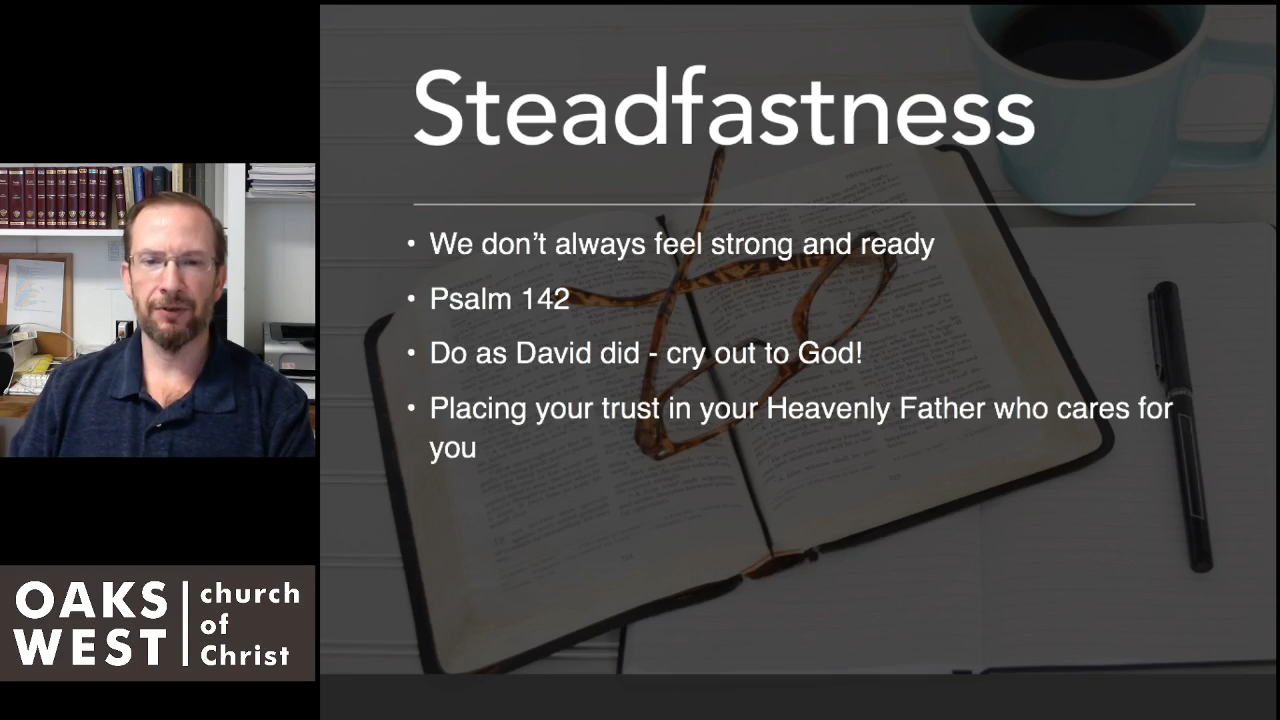 Steadfastness
• We don't always feel strong and ready
• Psalm 142
• Do as David did - cry out to God!
• Placing your trust in your Heavenly Father who cares for
you
OAKS
WEST
church
of
Christ